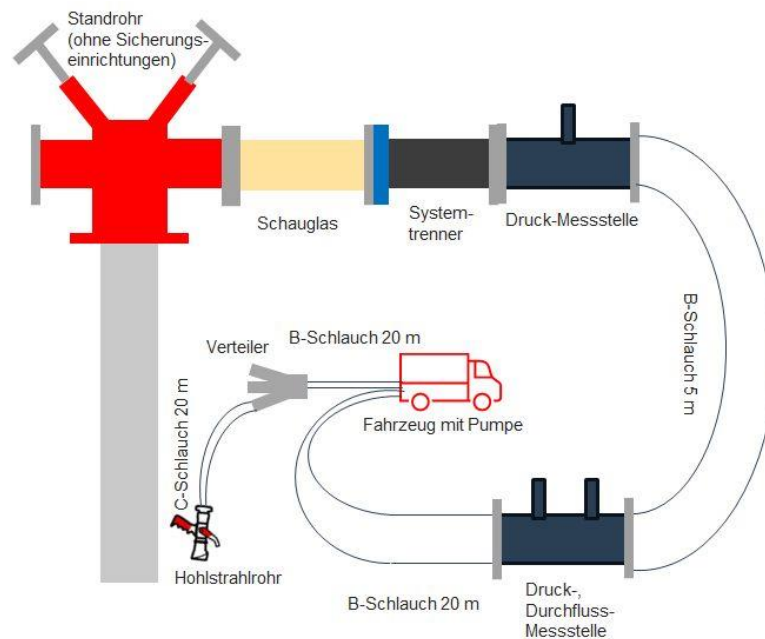 Standrohr
(ohne Sicherungs-
einrichtungen)
Schauglas
System-
trenner
Druck-Messstelle
B-Schlauch 5 m
B-Schlauch 20 m
Verteiler
Fahrzeug mit Pumpe
C-Schlauch 20 m
Hohlstrahlrohr
B-Schlauch 20 m
Druck-,
Durchfluss-
Messstelle